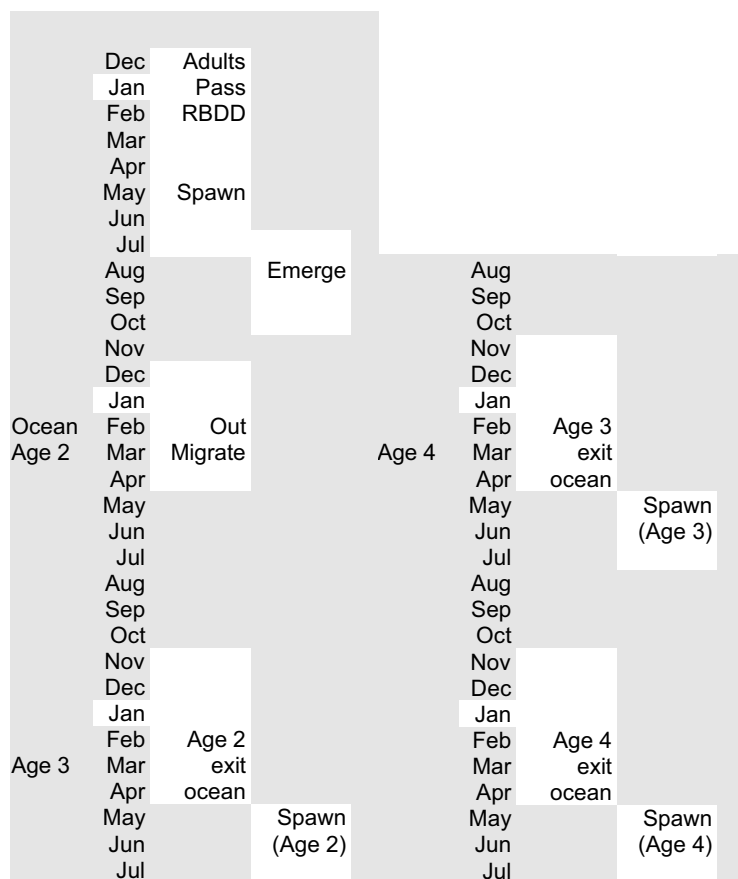 Dec Adults
Jan Pass
Feb RBDD
Mar
Apr
May Spawn
Jun
Jul
Aug Emerge
Sep
Oct
Nov
Dec
Jan
Ocean Feb Out
Age 2 Mar Migrate
Apr
May
Jun
Jul
Aug
Sep
Oct
Nov
Dec
Jan
Feb Age 2
Age 3 Mar exit
Apr ocean
May Spawn
Jun (Age 2)
Jul
Aug
Sep
Oct
Nov
Dec
Jan
Feb Age 3
Age 4 Mar exit
Apr ocean
May Spawn
Jun (Age 3)
Jul
Aug
Sep
Oct
Nov
Dec
Jan
Feb Age 4
Mar exit
Apr ocean
May Spawn
Jun (Age 4)
Jul